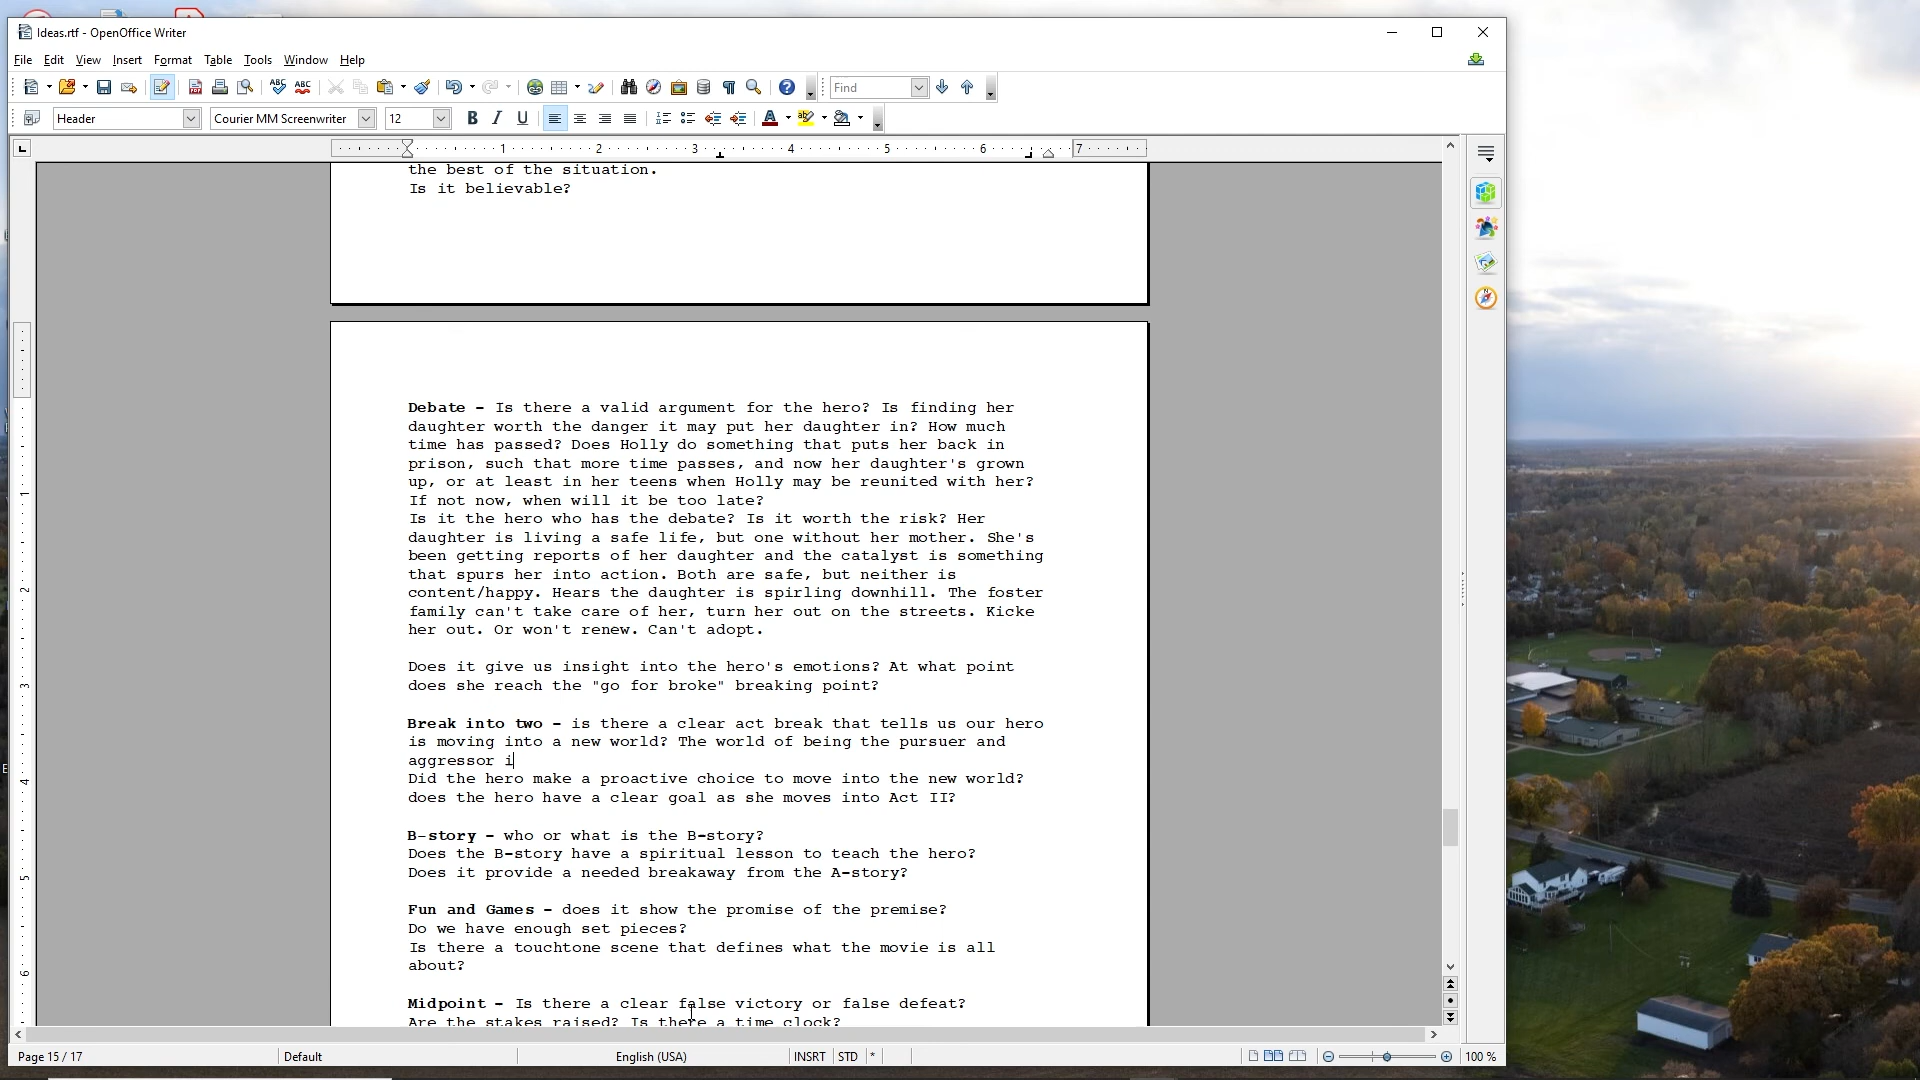 Ideas.rtf - OpenOffice Writer
File Edit View Insert Format Table Tools Window Help
Find
Header Courier MM Screenwriter 12 B I U
1 2 3 4 5 6 7
the best of the situation.
Is it believable?
Debate - Is there a valid argument for the hero? Is finding her
daughter worth the danger it may put her daughter in? How much
time has passed? Does Holly do something that puts her back in
prison, such that more time passes, and now her daughter's grown
up, or at least in her teens when Holly may be reunited with her?
If not now, when will it be too late?
Is it the hero who has the debate? Is it worth the risk? Her
daughter is living a safe life, but one without her mother. She's
been getting reports of her daughter and the catalyst is something
that spurs her into action. Both are safe, but neither is
content/happy. Hears the daughter is spirling downhill. The foster
family can't take care of her, turn her out on the streets. Kicke
her out. Or won't renew. Can't adopt.
Does it give us insight into the hero's emotions? At what point
does she reach the "go for broke" breaking point?
Break into two - is there a clear act break that tells us our hero
is moving into a new world? The world of being the pursuer and
aggressor i
Did the hero make a proactive choice to move into the new world?
does the hero have a clear goal as she moves into Act II?
B-story - who or what is the B-story?
Does the B-story have a spiritual lesson to teach the hero?
Does it provide a needed breakaway from the A-story?
Fun and Games - does it show the promise of the premise?
Do we have enough set pieces?
Is there a touchtone scene that defines what the movie is all
about?
Midpoint - Is there a clear false victory or false defeat?
Are the stakes raised? Is there a time clock?
Page 15 / 17 Default English (USA) INSRT STD * 100 %